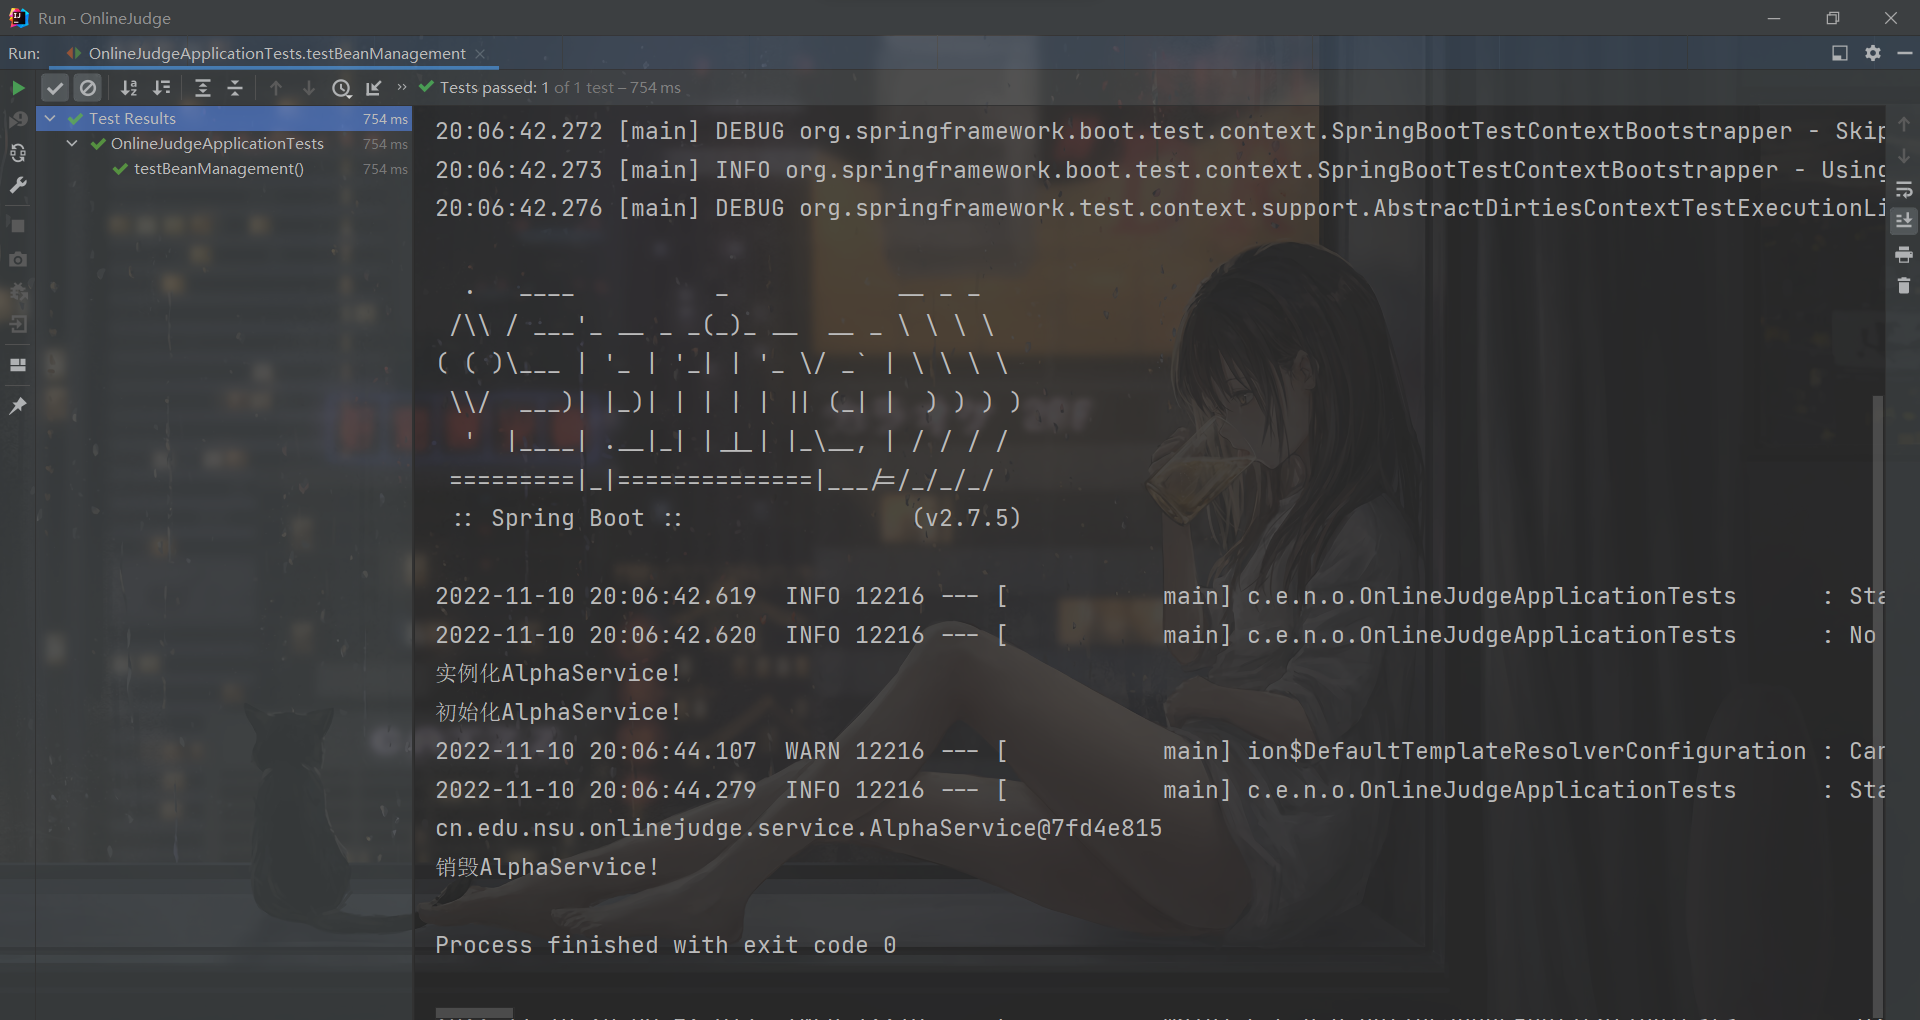 Run - OnlineJudge
Run: OnlineJudgeApplicationTests.testBeanManagement
Tests passed: 1 of 1 test – 754 ms
Test Results 754 ms
OnlineJudgeApplicationTests 754 ms
testBeanManagement() 754 ms
20:06:42.272 [main] DEBUG org.springframework.boot.test.context.SpringBootTestContextBootstrapper - Skip
20:06:42.273 [main] INFO org.springframework.boot.test.context.SpringBootTestContextBootstrapper - Using
20:06:42.276 [main] DEBUG org.springframework.test.context.support.AbstractDirtiesContextTestExecutionLi
  .   ____          _            __ _ _
 /\\ / ___'_ __ _ _(_)_ __  __ _ \ \ \ \
( ( )\___ | '_ | '_| | '_ \/ _` | \ \ \ \
 \\/  ___)| |_)| | | | | || (_| |  ) ) ) )
  '  |____| .__|_| |_|_| |_\__, | / / / /
 =========|_|==============|___/=/_/_/_/
 :: Spring Boot ::                (v2.7.5)
2022-11-10 20:06:42.619  INFO 12216 --- [           main] c.e.n.o.OnlineJudgeApplicationTests      : Sta
2022-11-10 20:06:42.620  INFO 12216 --- [           main] c.e.n.o.OnlineJudgeApplicationTests      : No
实例化AlphaService!
初始化AlphaService!
2022-11-10 20:06:44.107  WARN 12216 --- [           main] ion$DefaultTemplateResolverConfiguration : Can
2022-11-10 20:06:44.279  INFO 12216 --- [           main] c.e.n.o.OnlineJudgeApplicationTests      : Sta
cn.edu.nsu.onlinejudge.service.AlphaService@7fd4e815
销毁AlphaService!
Process finished with exit code 0